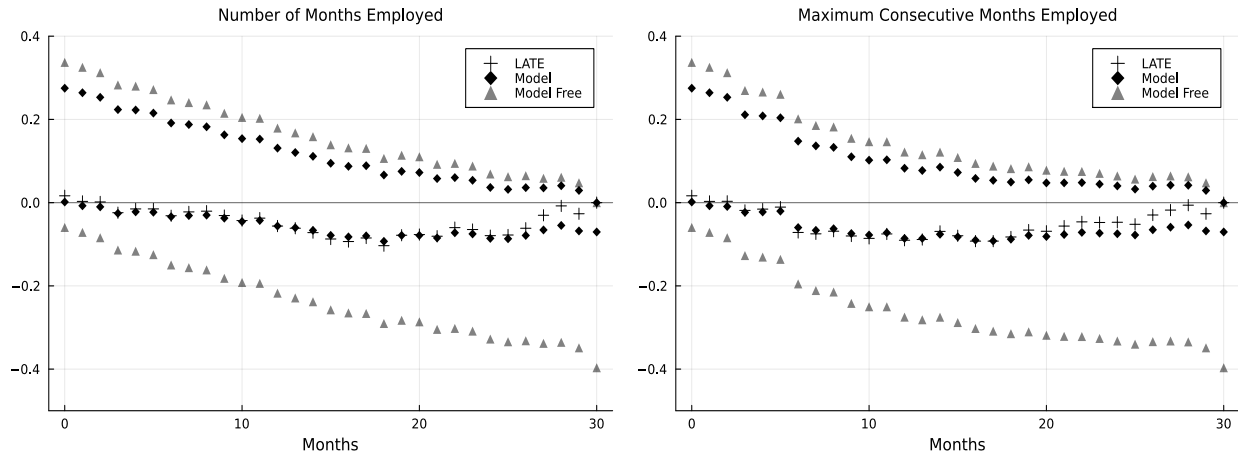 Number of Months Employed
0.4
0.2
0.0
−0.2
−0.4
LATE
Model
Model Free
0
10
20
30
Months
Maximum Consecutive Months Employed
0.4
0.2
0.0
−0.2
−0.4
LATE
Model
Model Free
0
10
20
30
Months